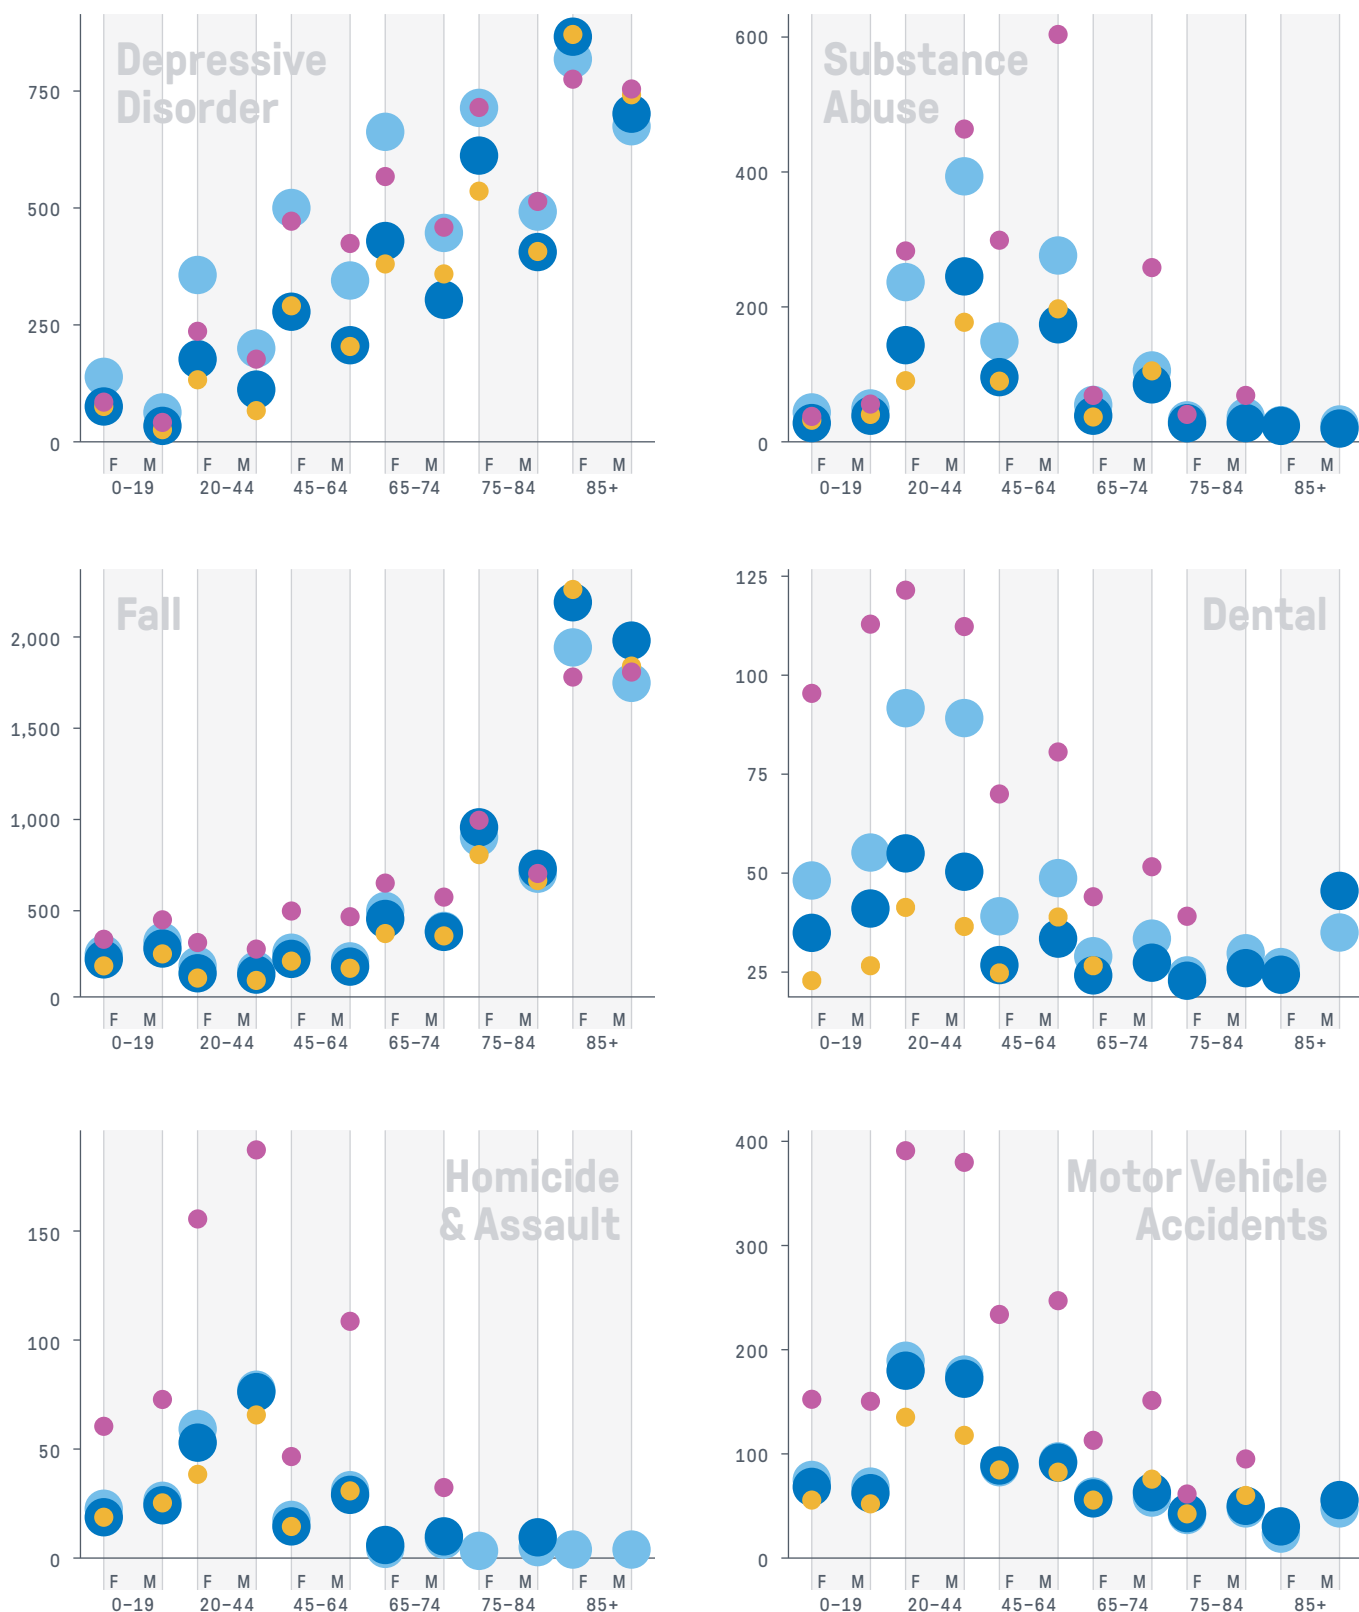 Depressive
Disorder
750
500
250
0
F M F M F M F M F M F M
0–19 20–44 45–64 65–74 75–84 85+
Substance
Abuse
600
400
200
0
F M F M F M F M F M F M
0–19 20–44 45–64 65–74 75–84 85+
Fall
2,000
1,500
1,000
500
0
F M F M F M F M F M F M
0–19 20–44 45–64 65–74 75–84 85+
Dental
125
100
75
50
25
F M F M F M F M F M F M
0–19 20–44 45–64 65–74 75–84 85+
Homicide
& Assault
150
100
50
0
F M F M F M F M F M F M
0–19 20–44 45–64 65–74 75–84 85+
Motor Vehicle
Accidents
400
300
200
100
0
F M F M F M F M F M F M
0–19 20–44 45–64 65–74 75–84 85+